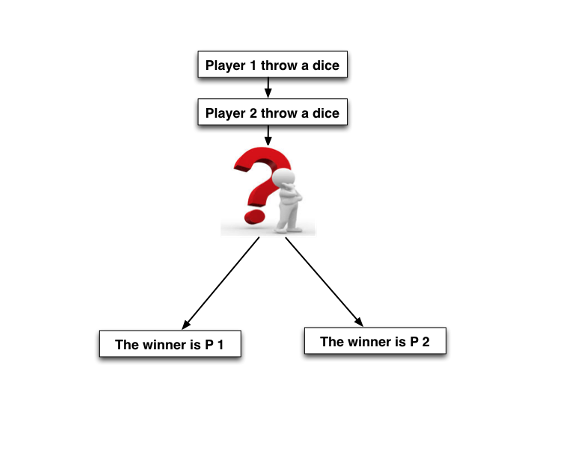 Player 1 throw a dice
Player 2 throw a dice
The winner is P 1
The winner is P 2